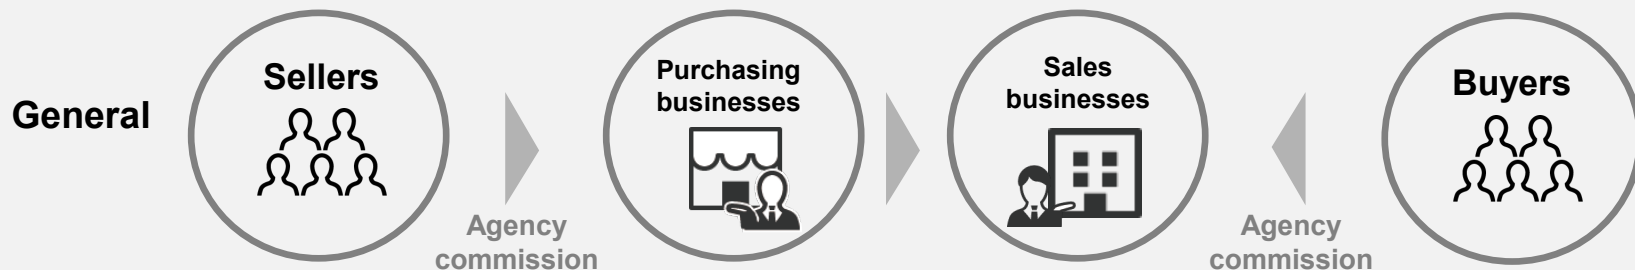 General
Sellers
Agency
commission
Purchasing
businesses
Sales
businesses
Agency
commission
Buyers